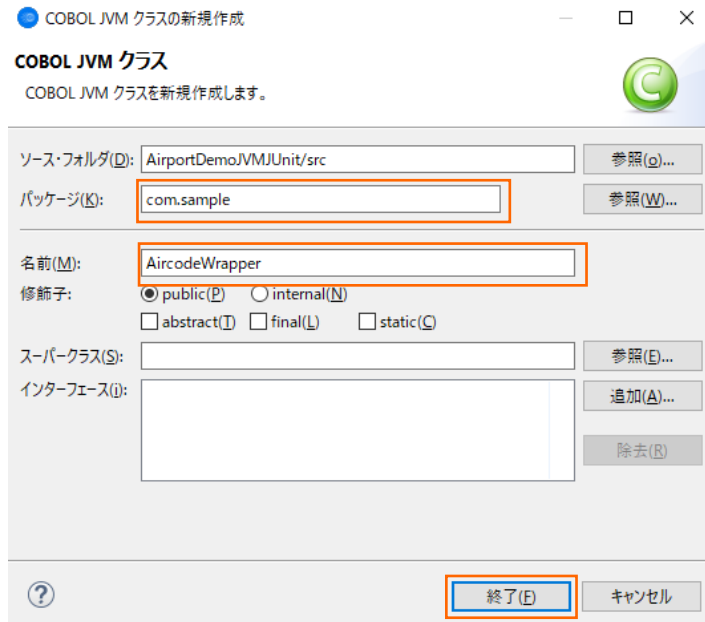 COBOL JVM クラスの新規作成
COBOL JVM クラス
COBOL JVM クラスを新規作成します。
ソース・フォルダ(D): AirportDemoJVMJUnit/src 参照(o)...
パッケージ(K): com.sample 参照(W)...
名前(M): AircodeWrapper
修飾子: public(P) internal(N)
abstract(T) final(L) static(C)
スーパークラス(S): 参照(E)...
インターフェース(i): 追加(A)...
除去(R)
終了(F) キャンセル